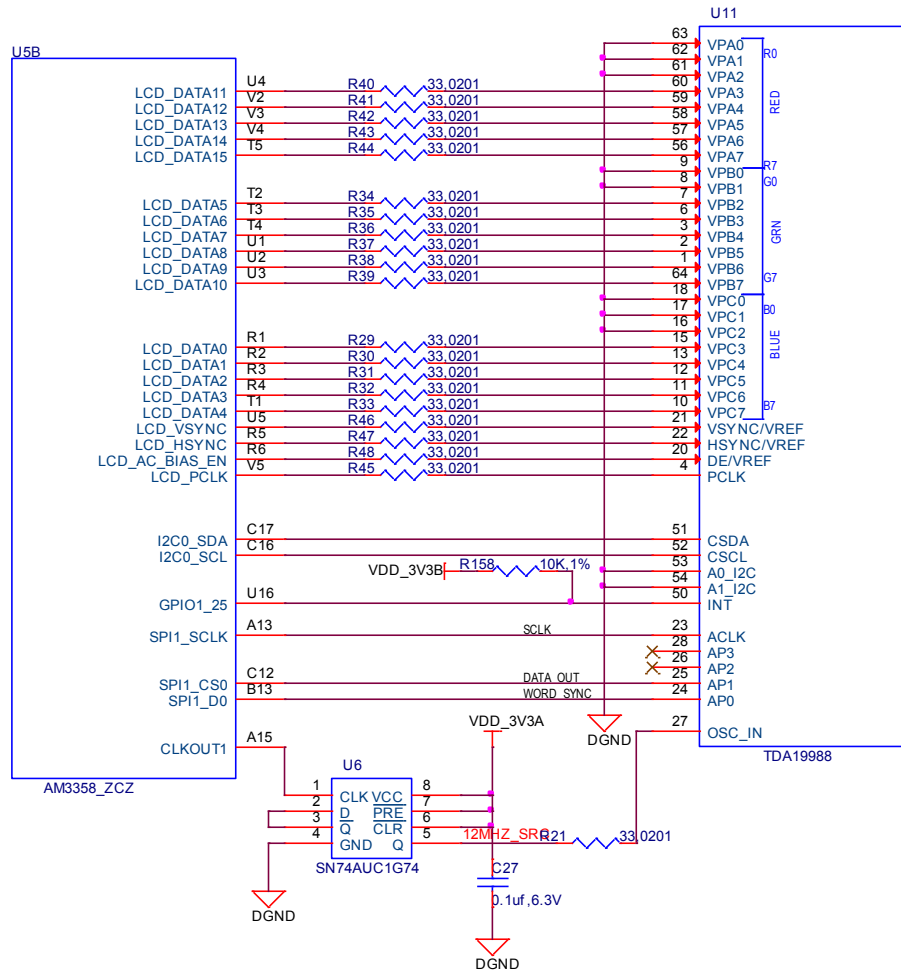 U11
U5B
63 VPA0 R0
62 VPA1
61 VPA2
LCD_DATA11 U4 R40 33,0201 60 VPA3
LCD_DATA12 V2 R41 33,0201 59 VPA4 RED
LCD_DATA13 V3 R42 33,0201 58 VPA5
LCD_DATA14 V4 R43 33,0201 57 VPA6
LCD_DATA15 T5 R44 33,0201 56 VPA7
9 VPB0 R7
8 VPB1 G0
LCD_DATA5 T2 R34 33,0201 7 VPB2
LCD_DATA6 T3 R35 33,0201 6 VPB3
LCD_DATA7 T4 R36 33,0201 3 VPB4 GRN
LCD_DATA8 U1 R37 33,0201 2 VPB5
LCD_DATA9 U2 R38 33,0201 1 VPB6
LCD_DATA10 U3 R39 33,0201 64 VPB7 G7
18 VPC0
17 VPC1 B0
16 VPC2
LCD_DATA0 R1 R29 33,0201 15 VPC3 BLUE
LCD_DATA1 R2 R30 33,0201 13 VPC4
LCD_DATA2 R3 R31 33,0201 12 VPC5
LCD_DATA3 R4 R32 33,0201 11 VPC6
LCD_DATA4 T1 R33 33,0201 10 VPC7 B7
LCD_VSYNC U5 R46 33,0201 21 VSYNC/VREF
LCD_HSYNC R5 R47 33,0201 22 HSYNC/VREF
LCD_AC_BIAS_EN R6 R48 33,0201 20 DE/VREF
LCD_PCLK V5 R45 33,0201 4 PCLK
I2C0_SDA C17 51 CSDA
I2C0_SCL C16 52 CSCL
VDD_3V3B R158 10K,1% 53 A0_I2C
54 A1_I2C
GPIO1_25 U16 50 INT
SPI1_SCLK A13 SCLK 23 ACLK
28 AP3
26 AP2
SPI1_CS0 C12 DATA OUT 25 AP1
SPI1_D0 B13 WORD SYNC 24 AP0
VDD_3V3A
DGND
27 OSC_IN
CLKOUT1 A15
TDA19988
U6
AM3358_ZCZ
1 CLK VCC 8
2 D PRE 7
3 Q CLR 6
4 GND Q 5 12MHZ_SRC R21 33,0201
SN74AUC1G74
C27
0.1uf,6.3V
DGND
DGND